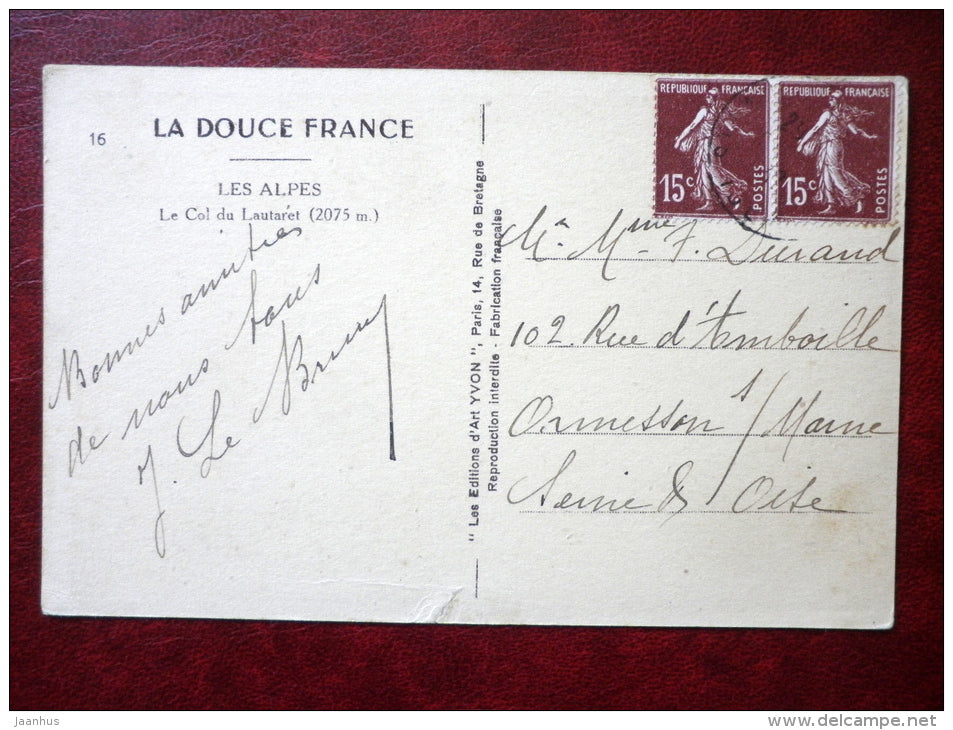 16
LA DOUCE FRANCE
LES ALPES
Le Col du Lautaret (2075 m.)
Bonnes amitiés
de nous tous
J. Le Brun
" Les Editions d'Art YVON ", Paris, 14, Rue de Bretagne
Reproduction interdite - Fabrication française
REPUBLIQUE FRANÇAISE
15c
POSTES
REPUBLIQUE FRANÇAISE
15c
POSTES
Mr Mme F. Durand
102 Rue d'Amboille
Ormesson s/ Marne
Seine & Oise
Jaanhus
www.delcampe.net